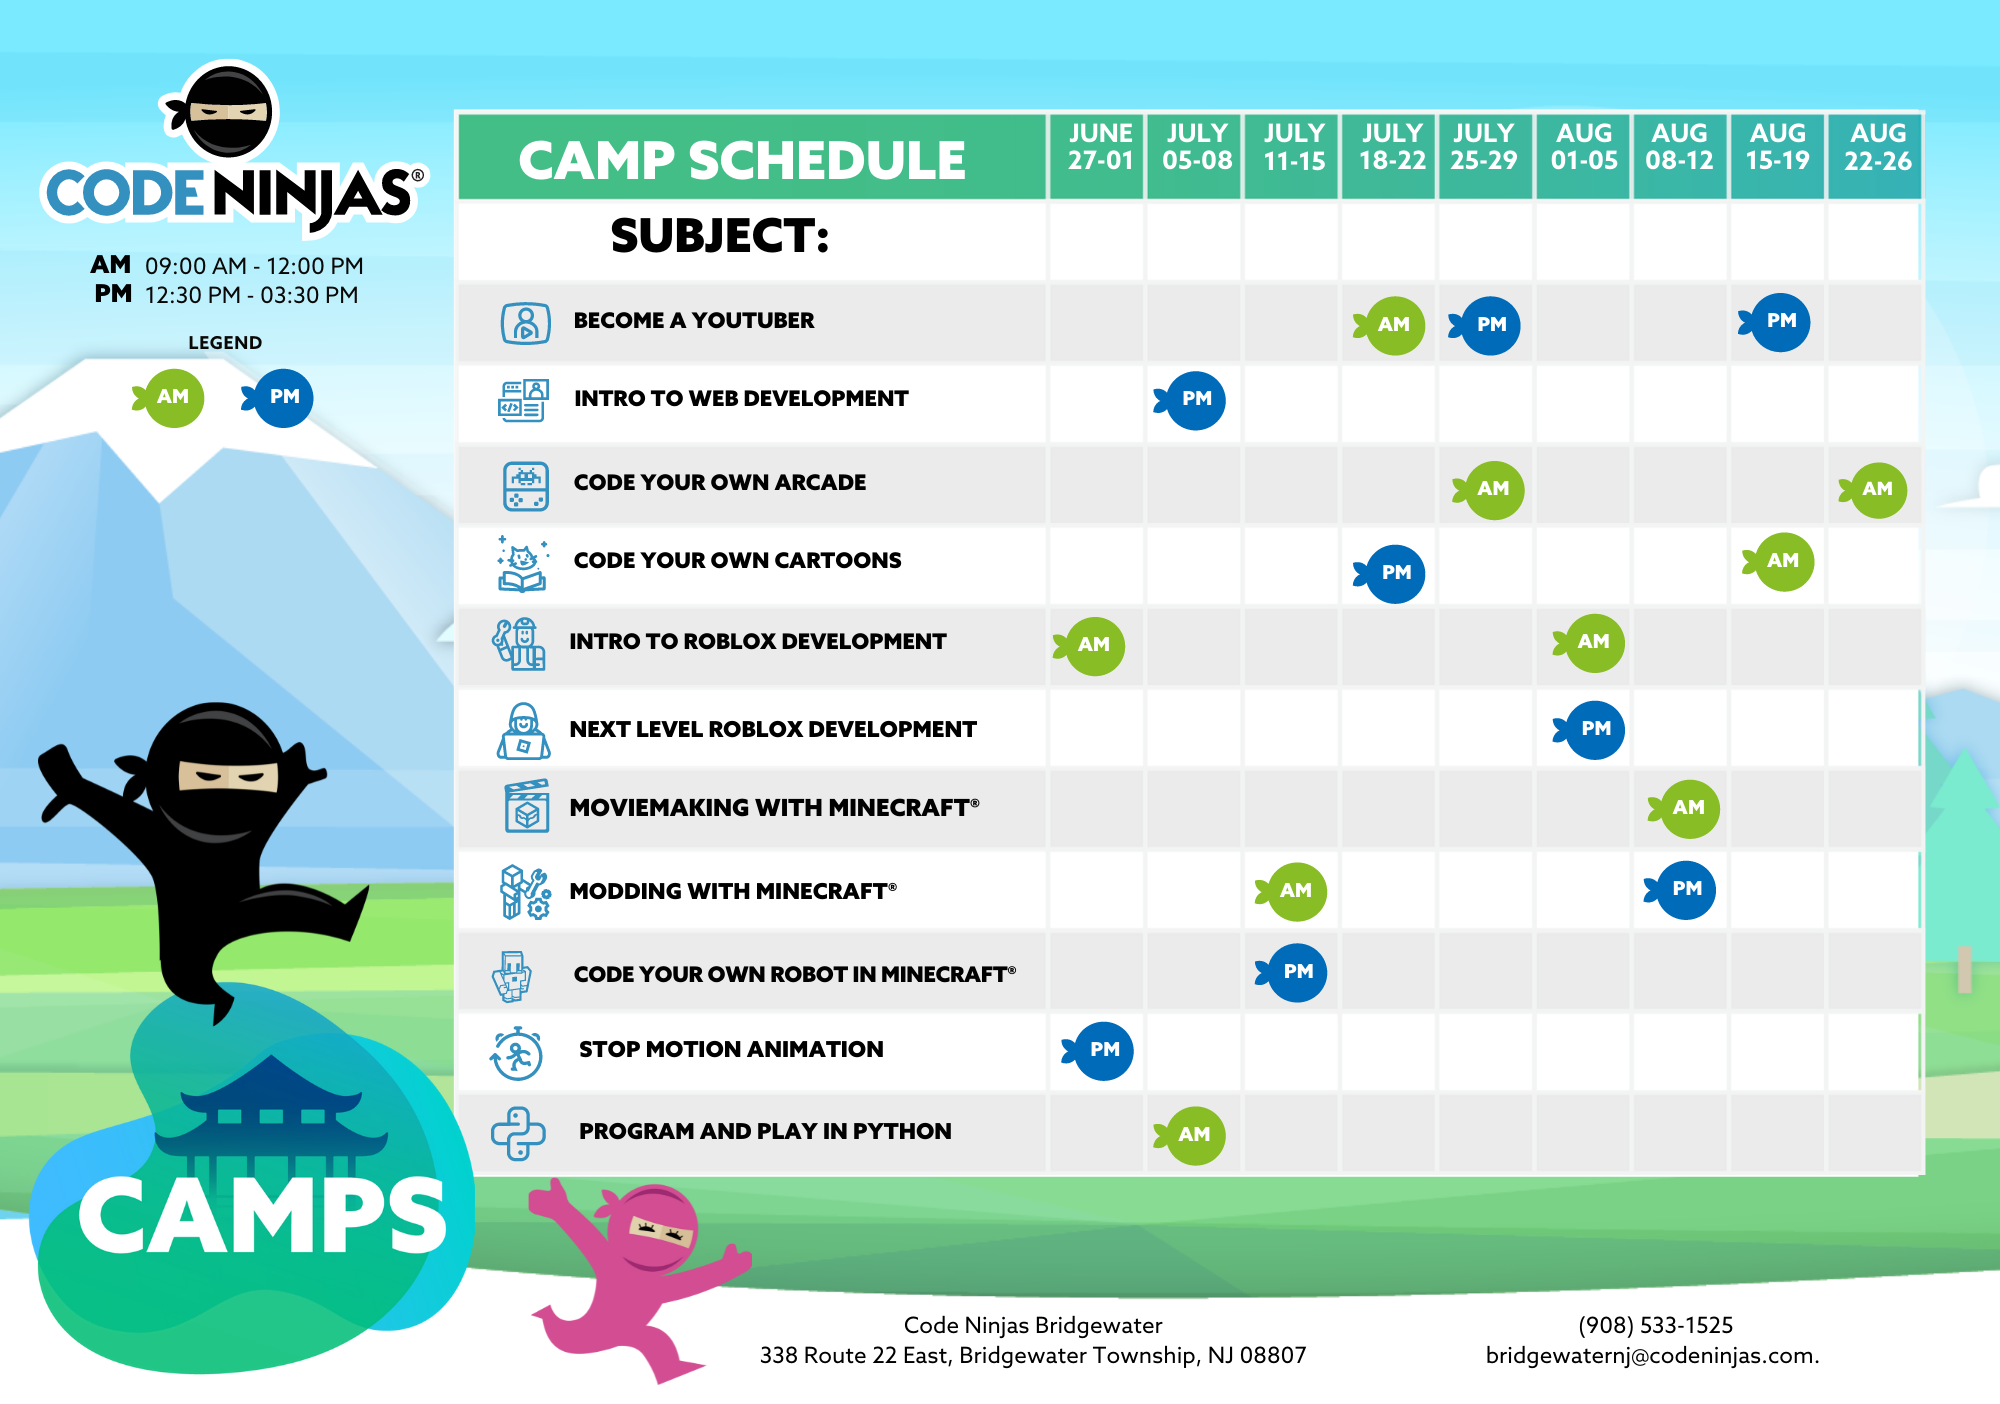 CODE NINJAS®
AM 09:00 AM - 12:00 PM
PM 12:30 PM - 03:30 PM
LEGEND
AM PM
CAMP SCHEDULE
JUNE 27-01
JULY 05-08
JULY 11-15
JULY 18-22
JULY 25-29
AUG 01-05
AUG 08-12
AUG 15-19
AUG 22-26
SUBJECT:
BECOME A YOUTUBER AM PM PM
INTRO TO WEB DEVELOPMENT PM
CODE YOUR OWN ARCADE AM AM
CODE YOUR OWN CARTOONS PM AM
INTRO TO ROBLOX DEVELOPMENT AM AM
NEXT LEVEL ROBLOX DEVELOPMENT PM
MOVIEMAKING WITH MINECRAFT® AM
MODDING WITH MINECRAFT® AM PM
CODE YOUR OWN ROBOT IN MINECRAFT® PM
STOP MOTION ANIMATION PM
PROGRAM AND PLAY IN PYTHON AM
CAMPS
Code Ninjas Bridgewater
338 Route 22 East, Bridgewater Township, NJ 08807
(908) 533-1525
bridgewaternj@codeninjas.com.